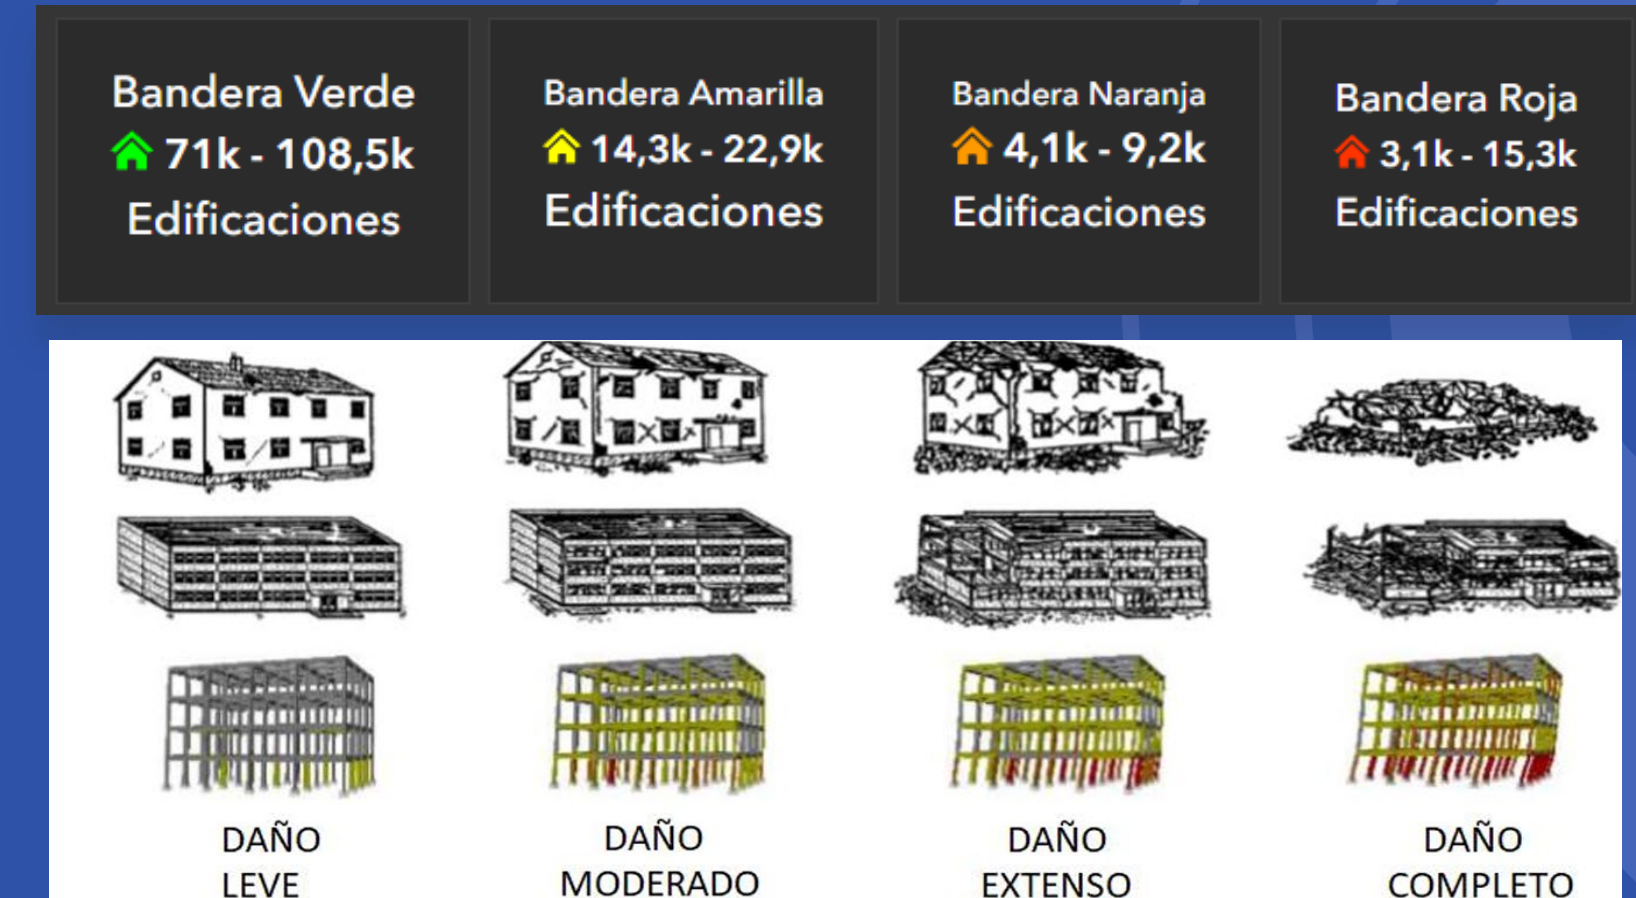 Bandera Verde
71k - 108,5k
Edificaciones
Bandera Amarilla
14,3k - 22,9k
Edificaciones
Bandera Naranja
4,1k - 9,2k
Edificaciones
Bandera Roja
3,1k - 15,3k
Edificaciones
DAÑO
LEVE
DAÑO
MODERADO
DAÑO
EXTENSO
DAÑO
COMPLETO